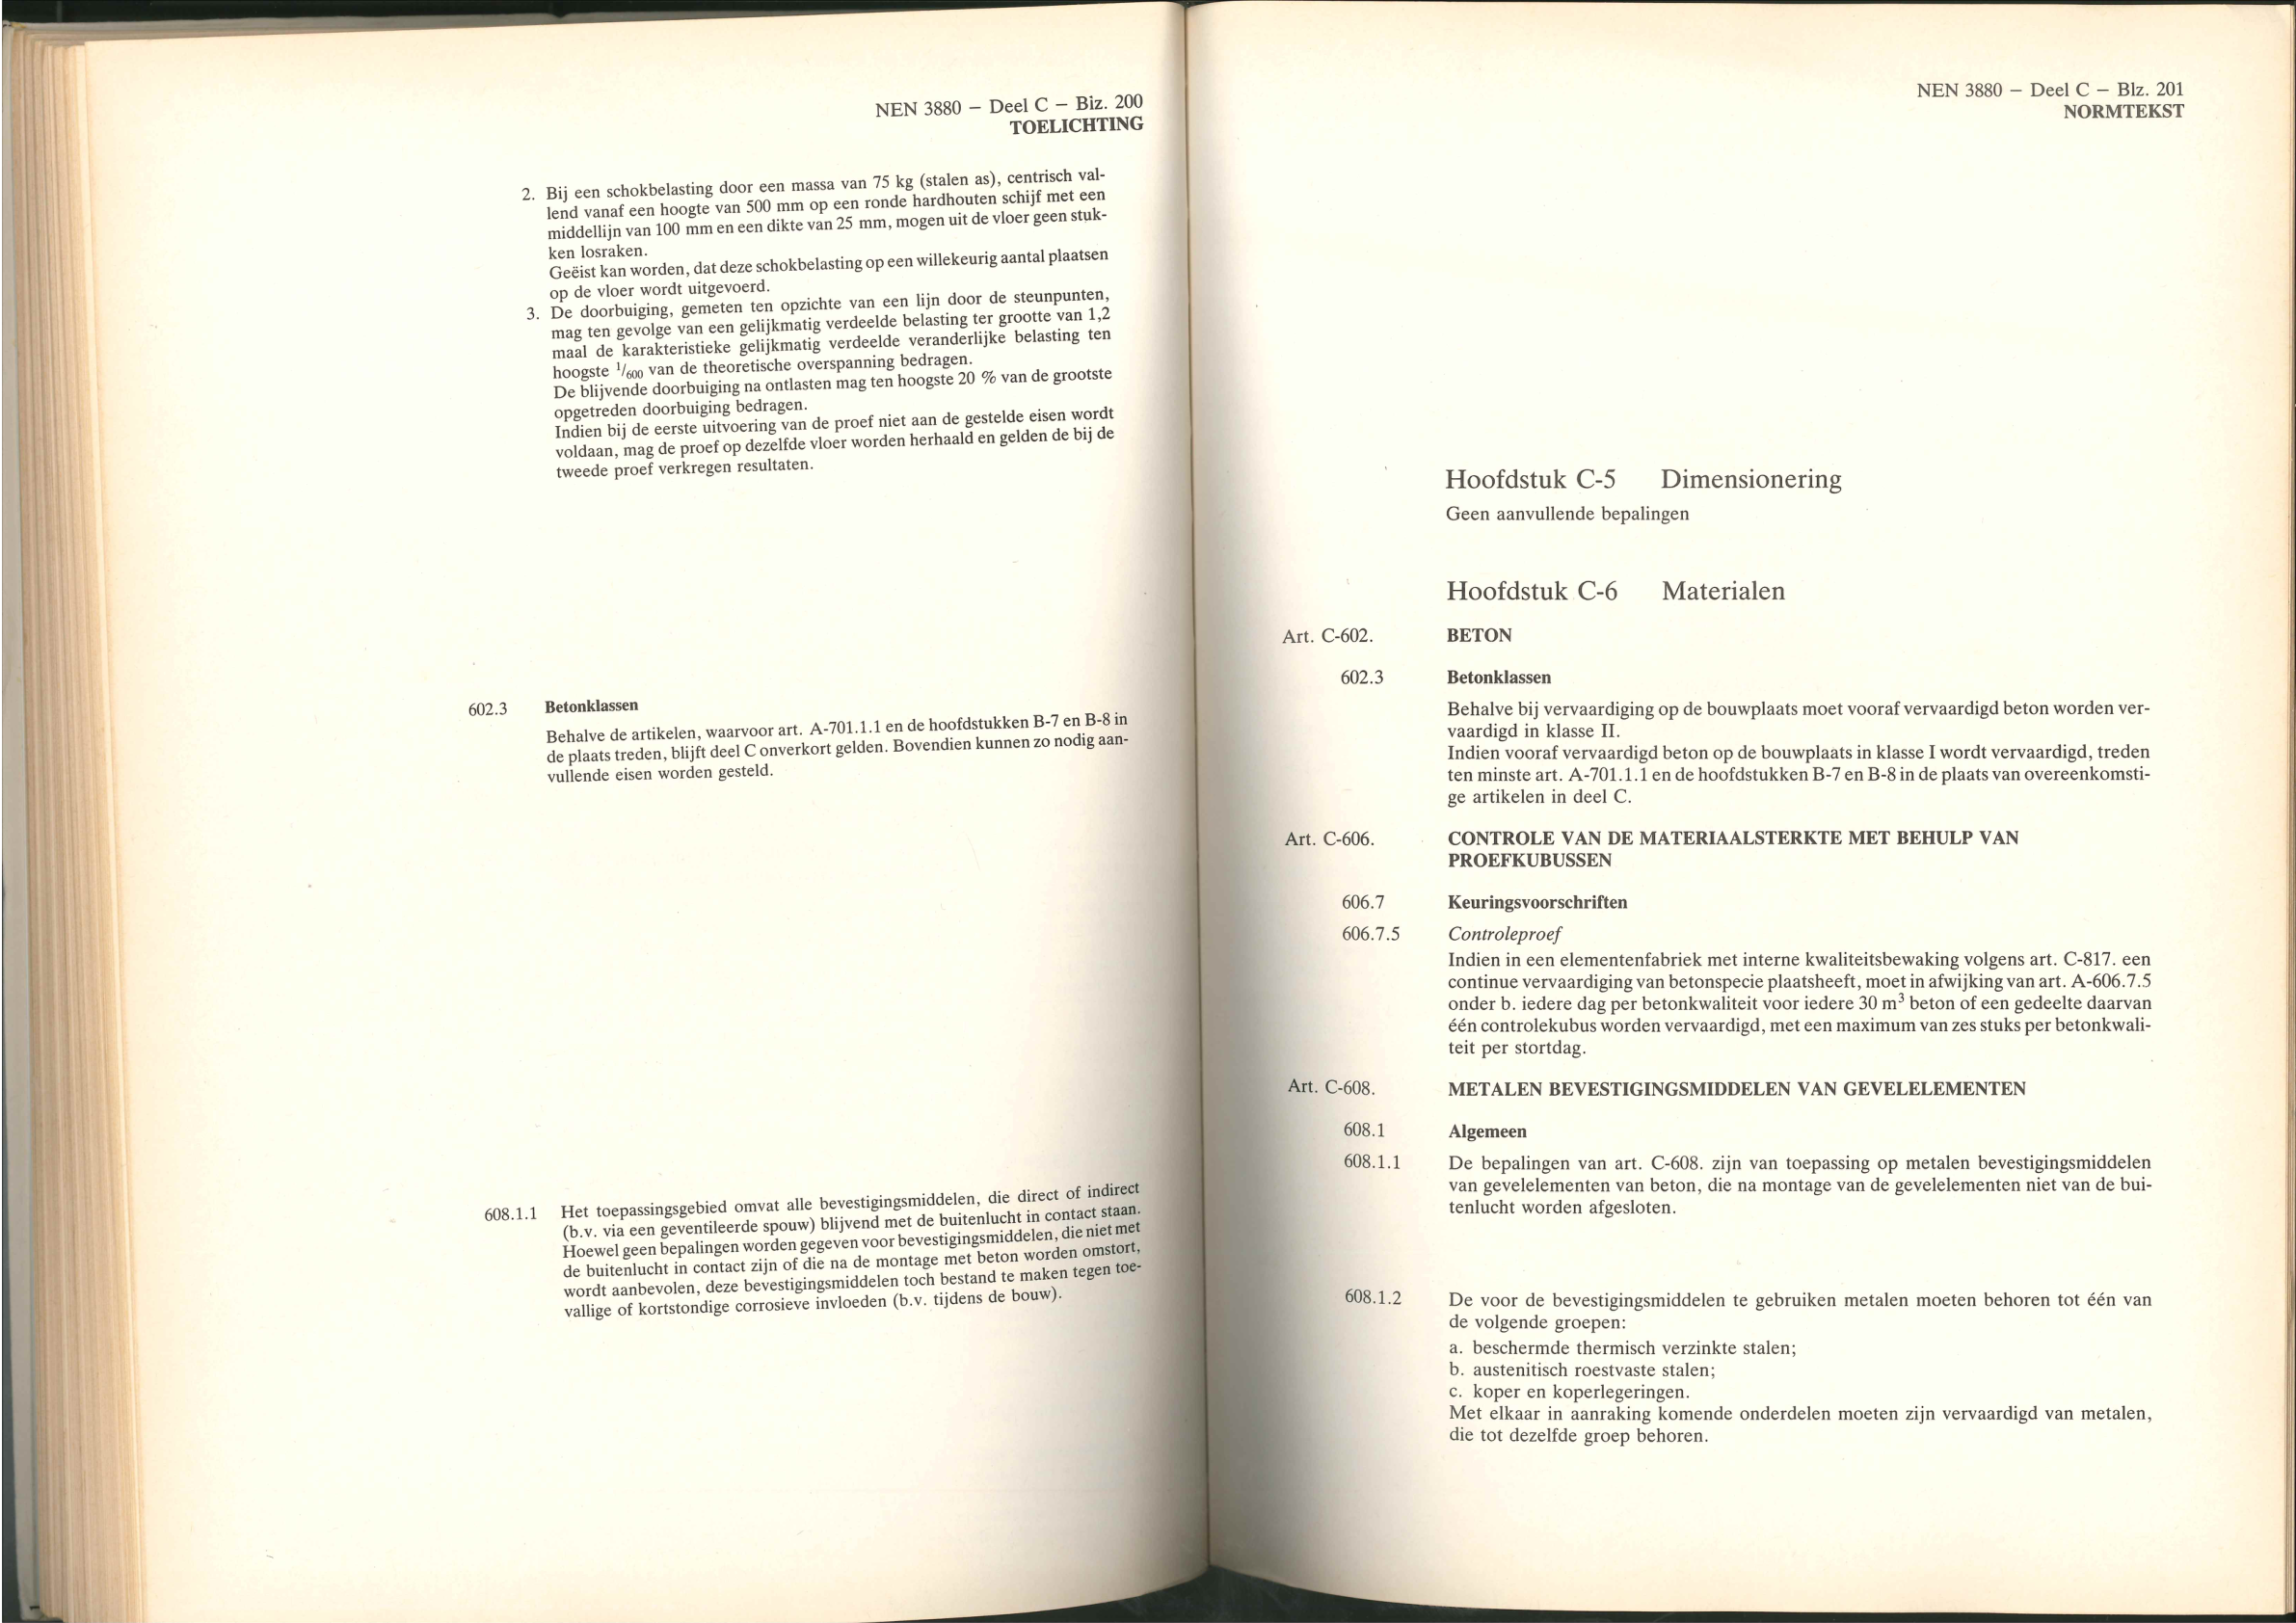 NEN 3880 — Deel C — Biz. 200
TOELICHTING
2. Bij een schokbelasting door een massa van 75 kg (stalen as), centrisch val-
lend vanaf een hoogte van 500 mm op een ronde hardhouten schijf met een
middellijn van 100 mm en een dikte van 25 mm, mogen uit de vloer geen stuk-
ken losraken.
Geëist kan worden, dat deze schokbelasting op een willekeurig aantal plaatsen
op de vloer wordt uitgevoerd.
3. De doorbuiging, gemeten ten opzichte van een lijn door de steunpunten,
mag ten gevolge van een gelijkmatig verdeelde belasting ter grootte van 1,2
maal de karakteristieke gelijkmatig verdeelde veranderlijke belasting ten
hoogste 1/600 van de theoretische overspanning bedragen.
De blijvende doorbuiging na ontlasten mag ten hoogste 20 % van de grootste
opgetreden doorbuiging bedragen.
Indien bij de eerste uitvoering van de proef niet aan de gestelde eisen wordt
voldaan, mag de proef op dezelfde vloer worden herhaald en gelden de bij de
tweede proef verkregen resultaten.
602.3 Betonklassen
Behalve de artikelen, waarvoor art. A-701.1.1 en de hoofdstukken B-7 en B-8 in
de plaats treden, blijft deel C onverkort gelden. Bovendien kunnen zo nodig aan-
vullende eisen worden gesteld.
608.1.1 Het toepassingsgebied omvat alle bevestigingsmiddelen, die direct of indirect
(b.v. via een geventileerde spouw) blijvend met de buitenlucht in contact staan.
Hoewel geen bepalingen worden gegeven voor bevestigingsmiddelen, die niet met
de buitenlucht in contact zijn of die na de montage met beton worden omstort,
wordt aanbevolen, deze bevestigingsmiddelen toch bestand te maken tegen toe-
vallige of kortstondige corrosieve invloeden (b.v. tijdens de bouw).
NEN 3880 — Deel C — Blz. 201
NORMTEKST
Hoofdstuk C-5 Dimensionering
Geen aanvullende bepalingen
Hoofdstuk C-6 Materialen
Art. C-602. BETON
602.3 Betonklassen
Behalve bij vervaardiging op de bouwplaats moet vooraf vervaardigd beton worden ver-
vaardigd in klasse II.
Indien vooraf vervaardigd beton op de bouwplaats in klasse I wordt vervaardigd, treden
ten minste art. A-701.1.1 en de hoofdstukken B-7 en B-8 in de plaats van overeenkomsti-
ge artikelen in deel C.
Art. C-606. CONTROLE VAN DE MATERIAALSTERKTE MET BEHULP VAN
PROEFKUBUSSEN
606.7 Keuringsvoorschriften
606.7.5 Controleproef
Indien in een elementenfabriek met interne kwaliteitsbewaking volgens art. C-817. een
continue vervaardiging van betonspecie plaatsheeft, moet in afwijking van art. A-606.7.5
onder b. iedere dag per betonkwaliteit voor iedere 30 m³ beton of een gedeelte daarvan
één controlekubus worden vervaardigd, met een maximum van zes stuks per betonkwali-
teit per stortdag.
Art. C-608. METALEN BEVESTIGINGSMIDDELEN VAN GEVELELEMENTEN
608.1 Algemeen
608.1.1 De bepalingen van art. C-608. zijn van toepassing op metalen bevestigingsmiddelen
van gevelelementen van beton, die na montage van de gevelelementen niet van de bui-
tenlucht worden afgesloten.
608.1.2 De voor de bevestigingsmiddelen te gebruiken metalen moeten behoren tot één van
de volgende groepen:
a. beschermde thermisch verzinkte stalen;
b. austenitisch roestvaste stalen;
c. koper en koperlegeringen.
Met elkaar in aanraking komende onderdelen moeten zijn vervaardigd van metalen,
die tot dezelfde groep behoren.